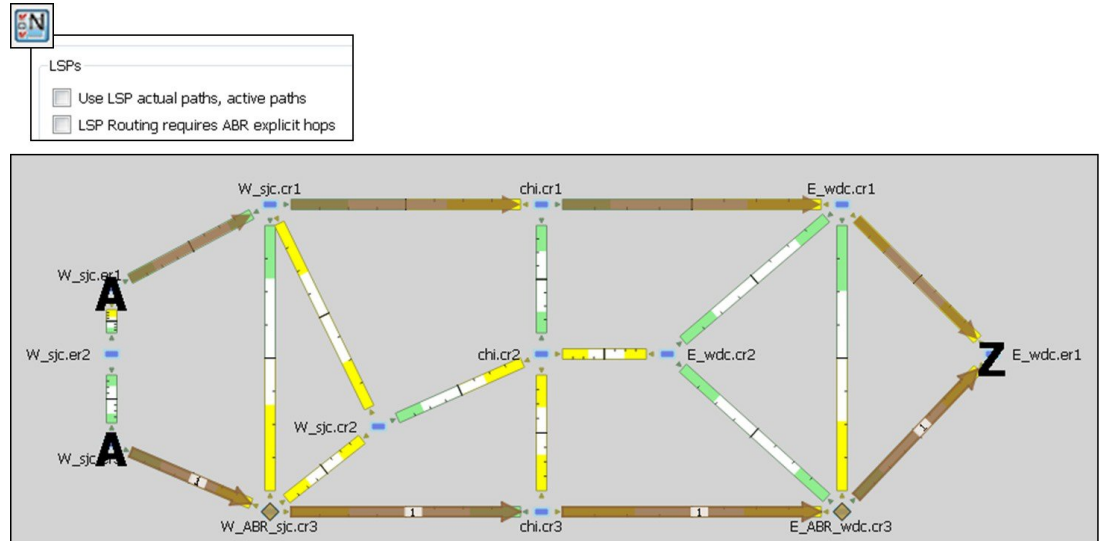 N
LSPs
Use LSP actual paths, active paths
LSP Routing requires ABR explicit hops
W_sjc.cr1
chi.cr1
E_wdc.cr1
W_sjc.er1
A
W_sjc.er2
chi.cr2
E_wdc.cr2
Z
E_wdc.er1
W_sjc.cr2
A
1
1
1
1
W_ABR_sjc.cr3
chi.cr3
E_ABR_wdc.cr3